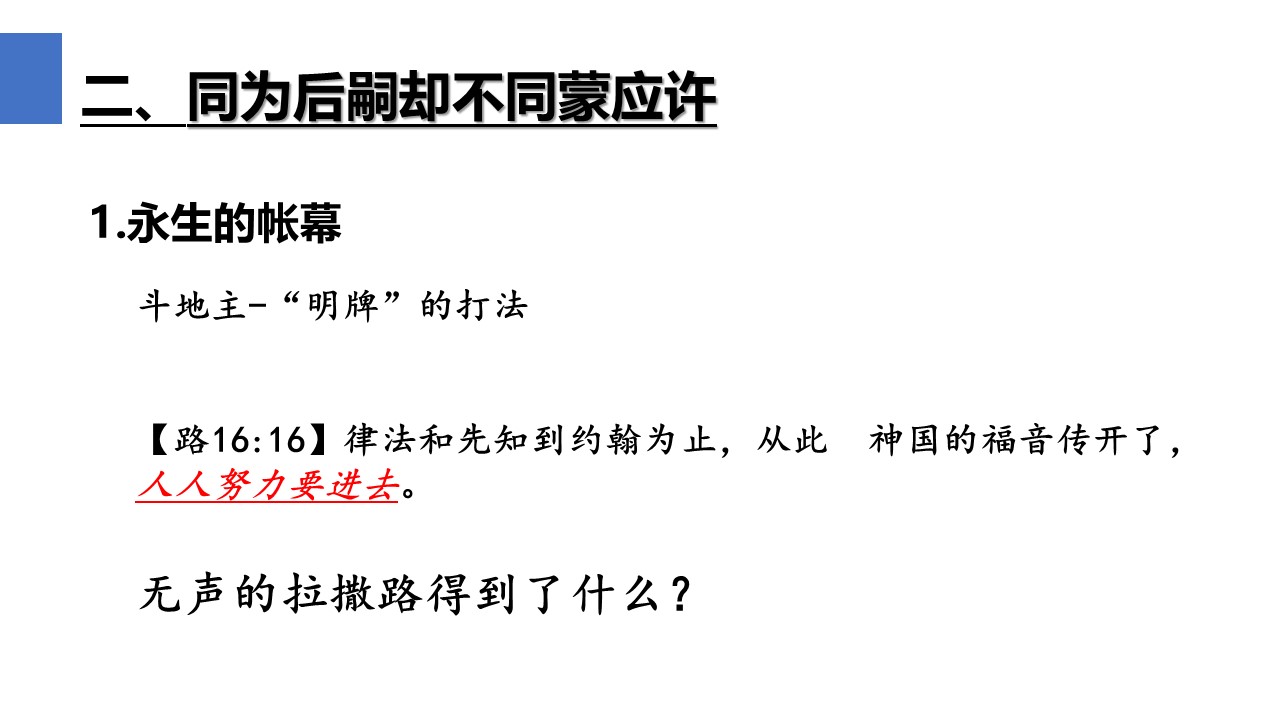 二、同为后嗣却不同蒙应许
1.永生的帐幕
斗地主-“明牌”的打法
【路16:16】律法和先知到约翰为止，从此　神国的福音传开了，
人人努力要进去。
无声的拉撒路得到了什么？